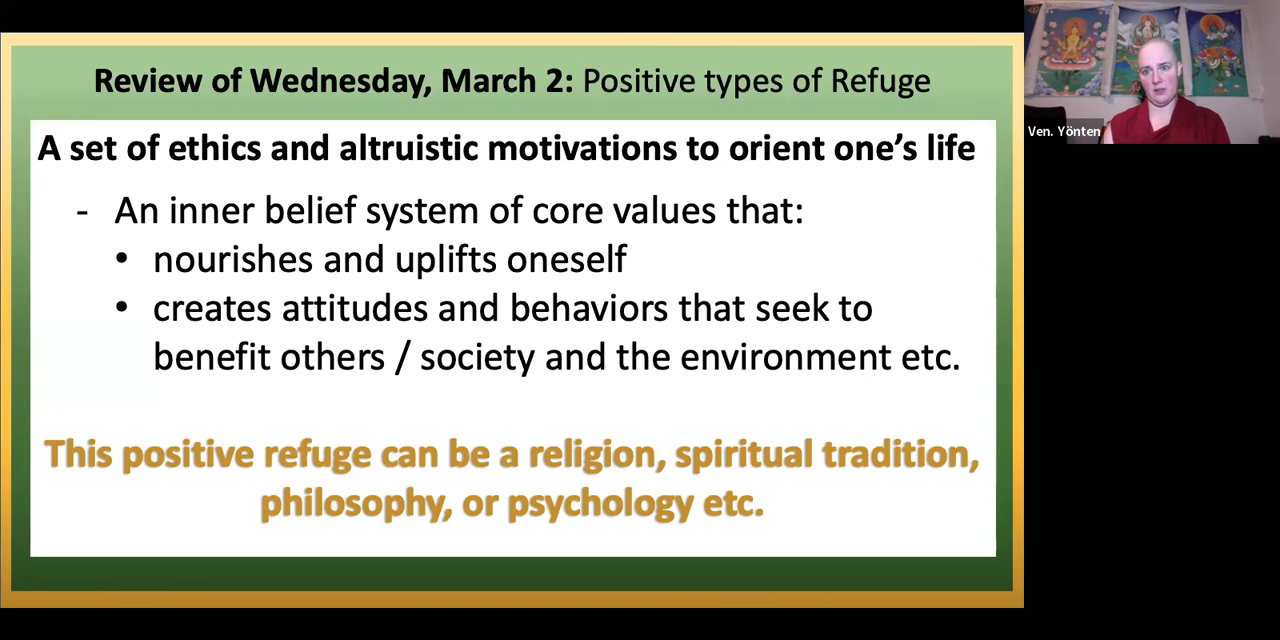 Review of Wednesday, March 2: Positive types of Refuge
A set of ethics and altruistic motivations to orient one’s life
- An inner belief system of core values that:
• nourishes and uplifts oneself
• creates attitudes and behaviors that seek to
benefit others / society and the environment etc.
This positive refuge can be a religion, spiritual tradition,
philosophy, or psychology etc.
Ven. Yönten